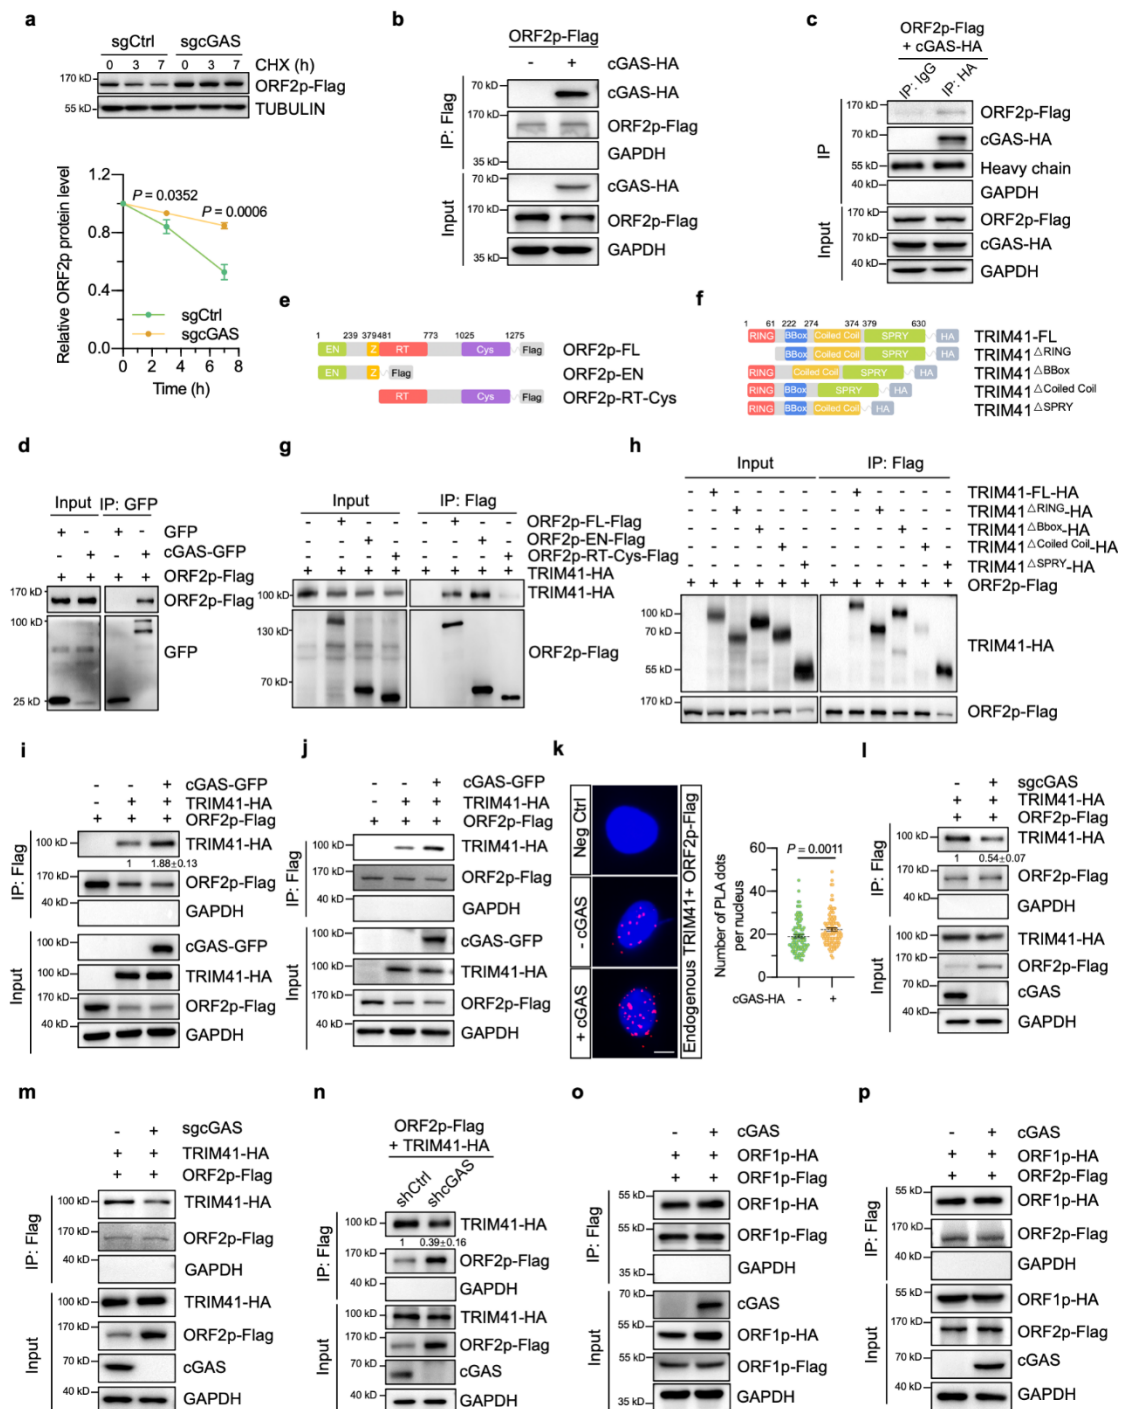 a
sgCtrl sgcGAS
0 3 7 0 3 7 CHX (h)
170 kD ORF2p-Flag
55 kD TUBULIN
Relative ORF2p protein level
1.2
0.8
0.4
0.0
P = 0.0352
P = 0.0006
sgCtrl
sgcGAS
0 2 4 6 8
Time (h)
b
ORF2p-Flag
- + cGAS-HA
IP: Flag
70 kD cGAS-HA
170 kD ORF2p-Flag
35 kD GAPDH
Input
70 kD cGAS-HA
170 kD ORF2p-Flag
35 kD GAPDH
c
ORF2p-Flag
+ cGAS-HA
IP: IgG IP: HA
IP
170 kD ORF2p-Flag
70 kD cGAS-HA
55 kD Heavy chain
40 kD GAPDH
Input
170 kD ORF2p-Flag
70 kD cGAS-HA
40 kD GAPDH
e
1 239 379 481 773 1025 1275
EN Z RT Cys Flag ORF2p-FL
EN Z Flag ORF2p-EN
RT Cys Flag ORF2p-RT-Cys
f
1 61 222 274 374 379 630
RING BBox Coiled Coil SPRY HA TRIM41-FL
BBox Coiled Coil SPRY HA TRIM41△RING
RING Coiled Coil SPRY HA TRIM41△BBox
RING BBox SPRY HA TRIM41△Coiled Coil
RING BBox Coiled Coil HA TRIM41△SPRY
d
Input IP: GFP
+ - + - GFP
- + - + cGAS-GFP
+ + + + ORF2p-Flag
170 kD ORF2p-Flag
100 kD GFP
25 kD
g
Input IP: Flag
- + - - - + - - ORF2p-FL-Flag
- - + - - - + - ORF2p-EN-Flag
- - - + - - - + ORF2p-RT-Cys-Flag
+ + + + + + + + TRIM41-HA
100 kD TRIM41-HA
130 kD ORF2p-Flag
70 kD
h
Input IP: Flag
- + - - - - - + - - - - TRIM41-FL-HA
- - + - - - - - + - - - TRIM41△RING-HA
- - - + - - - - - + - - TRIM41△Bbox-HA
- - - - + - - - - - + - TRIM41△Coiled Coil-HA
- - - - - + - - - - - + TRIM41△SPRY-HA
+ + + + + + + + + + + + ORF2p-Flag
100 kD
70 kD TRIM41-HA
55 kD
170 kD ORF2p-Flag
i
- - + cGAS-GFP
- + + TRIM41-HA
+ + + ORF2p-Flag
IP: Flag
100 kD TRIM41-HA
1 1.88±0.13
170 kD ORF2p-Flag
40 kD GAPDH
Input
100 kD cGAS-GFP
100 kD TRIM41-HA
170 kD ORF2p-Flag
40 kD GAPDH
j
- - + cGAS-GFP
- + + TRIM41-HA
+ + + ORF2p-Flag
IP: Flag
100 kD TRIM41-HA
170 kD ORF2p-Flag
40 kD GAPDH
Input
100 kD cGAS-GFP
100 kD TRIM41-HA
170 kD ORF2p-Flag
40 kD GAPDH
k
Neg Ctrl
- cGAS
+ cGAS
Endogenous TRIM41+ ORF2p-Flag
Number of PLA dots
per nucleus
60
40
20
0
P = 0.0011
cGAS-HA - +
l
- + sgcGAS
+ + TRIM41-HA
+ + ORF2p-Flag
IP: Flag
100 kD TRIM41-HA
1 0.54±0.07
170 kD ORF2p-Flag
40 kD GAPDH
Input
100 kD TRIM41-HA
170 kD ORF2p-Flag
70 kD cGAS
40 kD GAPDH
m
- + sgcGAS
+ + TRIM41-HA
+ + ORF2p-Flag
IP: Flag
100 kD TRIM41-HA
170 kD ORF2p-Flag
40 kD GAPDH
Input
100 kD TRIM41-HA
170 kD ORF2p-Flag
70 kD cGAS
40 kD GAPDH
n
ORF2p-Flag
+ TRIM41-HA
shCtrl shcGAS
IP: Flag
100 kD TRIM41-HA
1 0.39±0.16
170 kD ORF2p-Flag
40 kD GAPDH
Input
100 kD TRIM41-HA
170 kD ORF2p-Flag
70 kD cGAS
40 kD GAPDH
o
- + cGAS
+ + ORF1p-HA
+ + ORF1p-Flag
IP: Flag
55 kD ORF1p-HA
55 kD ORF1p-Flag
35 kD GAPDH
Input
70 kD cGAS
55 kD ORF1p-HA
55 kD ORF1p-Flag
35 kD GAPDH
p
- + cGAS
+ + ORF1p-HA
+ + ORF2p-Flag
IP: Flag
55 kD ORF1p-HA
170 kD ORF2p-Flag
40 kD GAPDH
Input
55 kD ORF1p-HA
170 kD ORF2p-Flag
70 kD cGAS
40 kD GAPDH